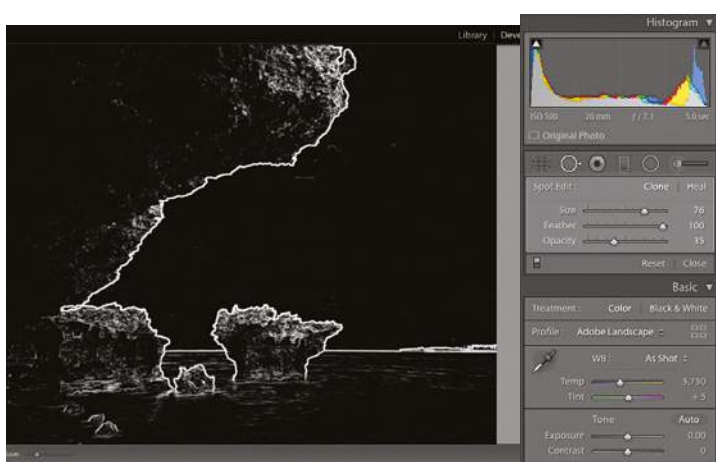 Library | Deve
Histogram ▼
ISO 500 20 mm f / 7.1 5.0 sec
Original Photo
Spot Edit : Clone | Heal
Size 76
Feather 100
Opacity 35
Reset | Close
Basic ▼
Treatment : Color | Black & White
Profile : Adobe Landscape
WB : As Shot
Temp 5,750
Tint + 5
Tone Auto
Exposure 0.00
Contrast 0